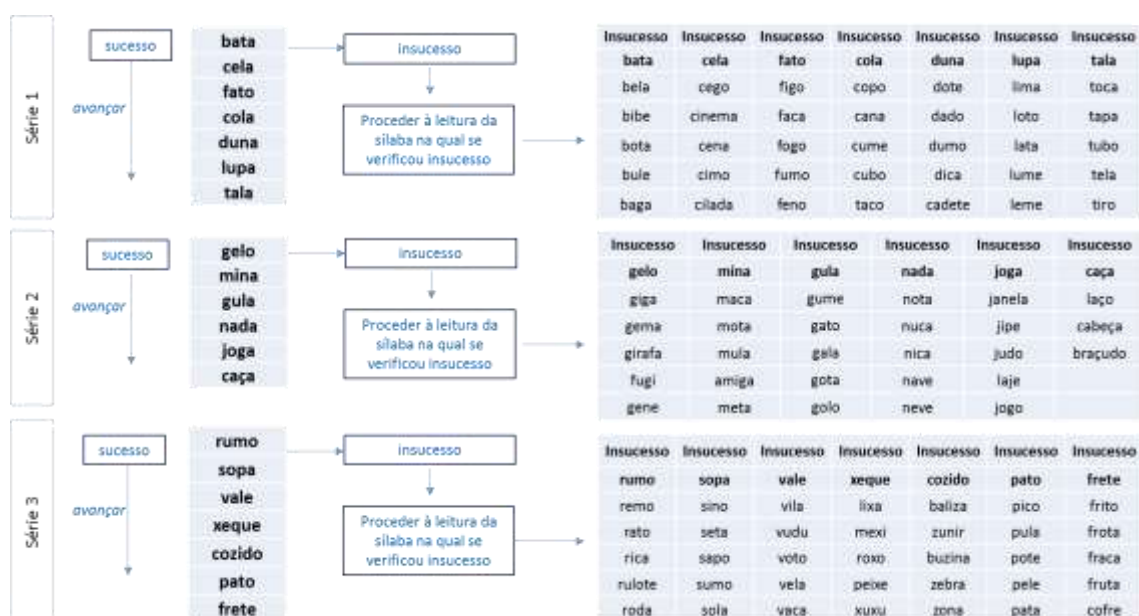 Série 1
sucesso
avançar
bata
cela
fato
cola
duna
lupa
tala
insucesso
Proceder à leitura da
sílaba na qual se
verificou insucesso
Insucesso Insucesso Insucesso Insucesso Insucesso Insucesso Insucesso
bata cela fato cola duna lupa tala
bela cego figo copo dote lima toca
bibe cinema faca cana dado loto tapa
bota cena fogo cume dumo lata tubo
bule cimo fumo cubo dica lume tela
baga cilada feno taco cadete leme tiro
Série 2
sucesso
avançar
gelo
mina
gula
nada
joga
caça
insucesso
Proceder à leitura da
sílaba na qual se
verificou insucesso
Insucesso Insucesso Insucesso Insucesso Insucesso Insucesso
gelo mina gula nada joga caça
giga maca gume nota janela laço
gema mota gato nuca jipe cabeça
girafa mula gala nica judo braçudo
fugi amiga gota nave laje
gene meta golo neve jogo
Série 3
sucesso
avançar
rumo
sopa
vale
xeque
cozido
pato
frete
insucesso
Proceder à leitura da
sílaba na qual se
verificou insucesso
Insucesso Insucesso Insucesso Insucesso Insucesso Insucesso Insucesso
rumo sopa vale xeque cozido pato frete
remo sino vila lixa baliza pico frito
rato seta vudu mexi zunir pula frota
rica sapo voto roxo buzina pote fraca
rulote sumo vela peixe zebra pele fruta
roda sola vaca xuxu zona pata cofre